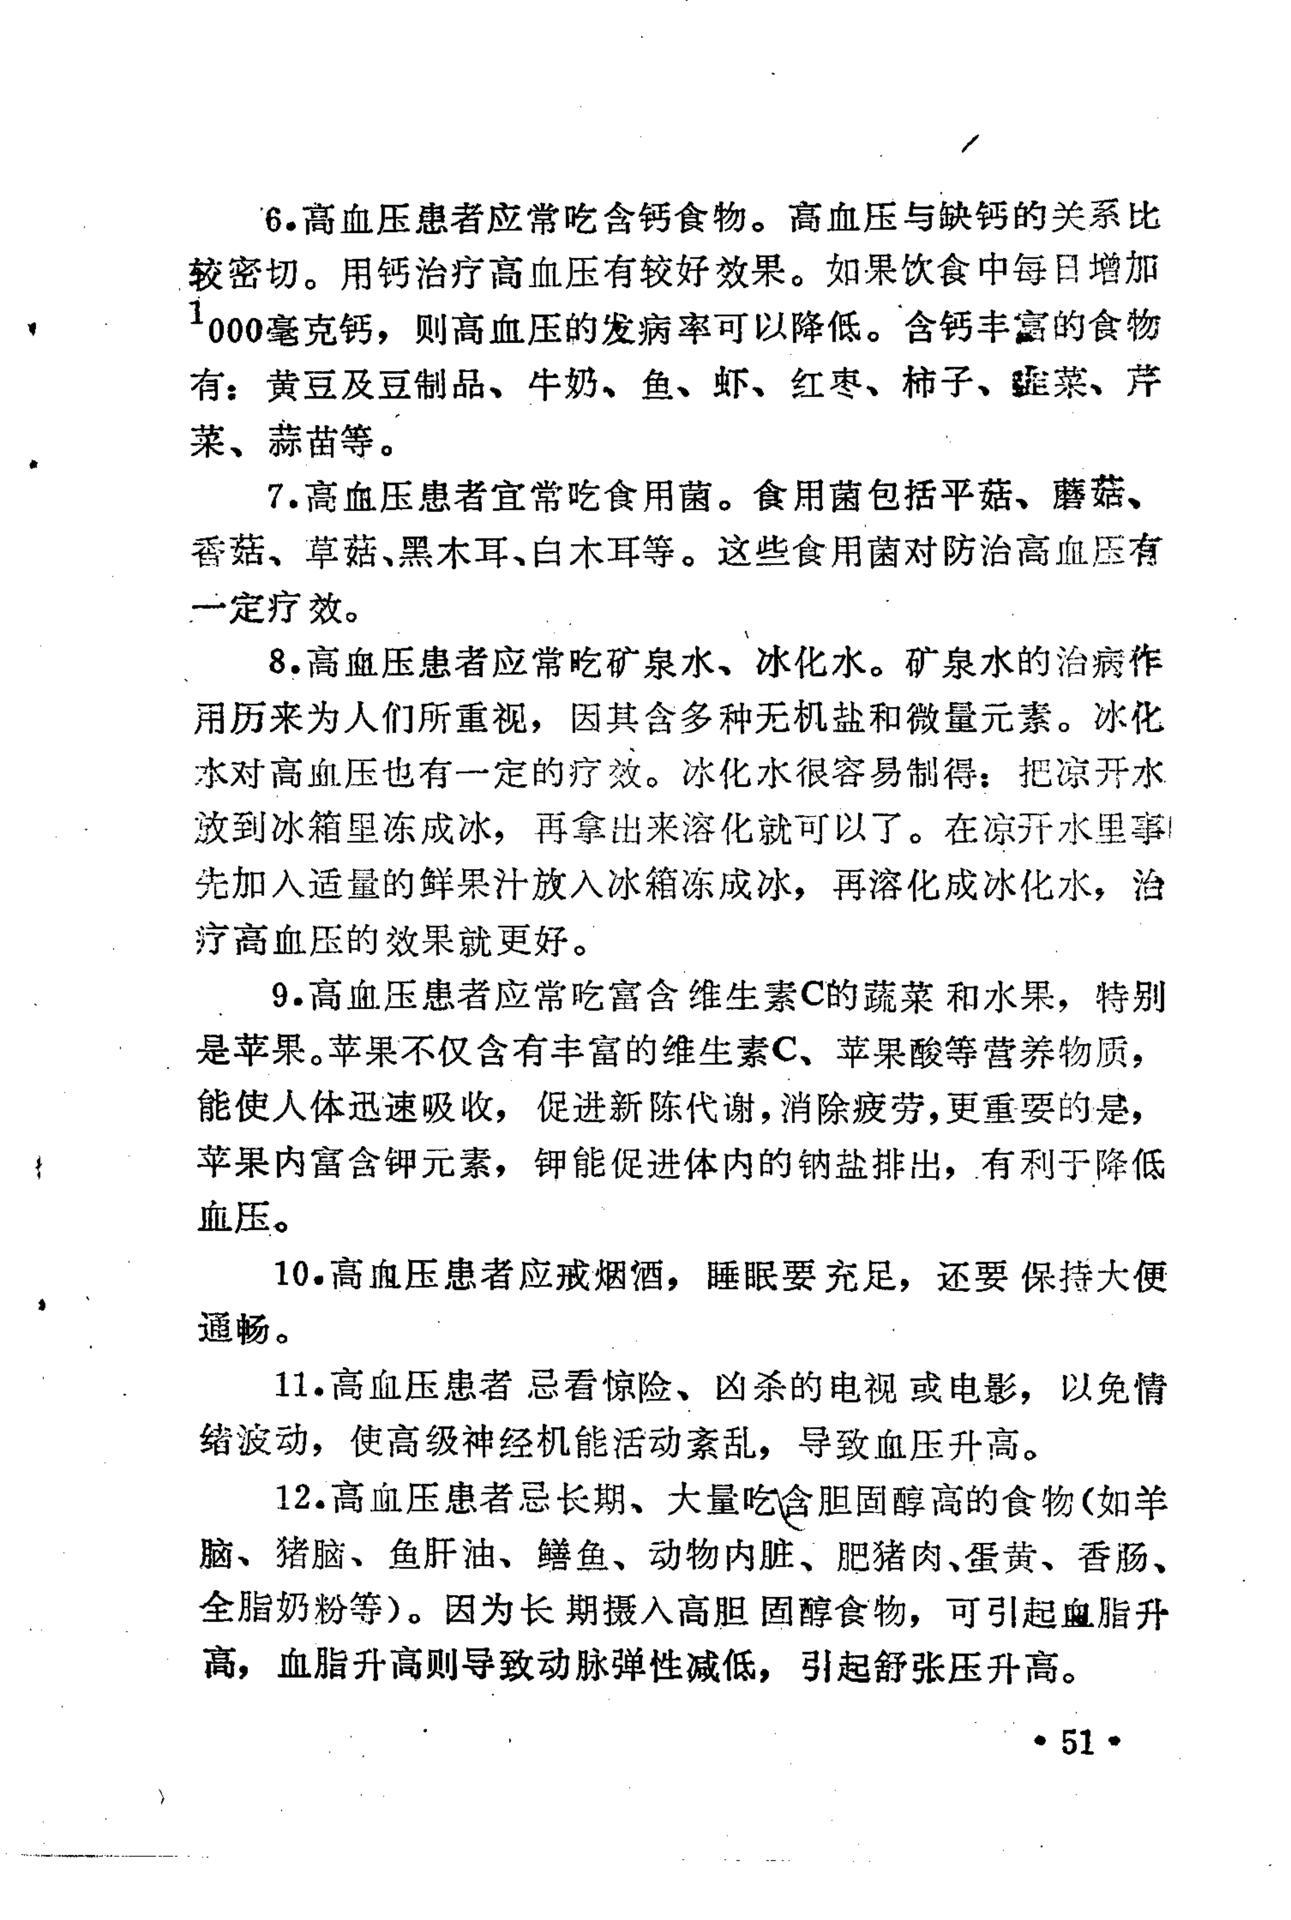 6.高血压患者应常吃含钙食物。高血压与缺钙的关系比
较密切。用钙治疗高血压有较好效果。如果饮食中每日增加
1000毫克钙，则高血压的发病率可以降低。含钙丰富的食物
有：黄豆及豆制品、牛奶、鱼、虾、红枣、柿子、韭菜、芹
菜、蒜苗等。
7.高血压患者宜常吃食用菌。食用菌包括平菇、蘑菇、
香菇、草菇、黑木耳、白木耳等。这些食用菌对防治高血压有
一定疗效。
8.高血压患者应常吃矿泉水、冰化水。矿泉水的治病作
用历来为人们所重视，因其含多种无机盐和微量元素。冰化
水对高血压也有一定的疗效。冰化水很容易制得：把凉开水
放到冰箱里冻成冰，再拿出来溶化就可以了。在凉开水里事
先加入适量的鲜果汁放入冰箱冻成冰，再溶化成冰化水，治
疗高血压的效果就更好。
9.高血压患者应常吃富含维生素C的蔬菜和水果，特别
是苹果。苹果不仅含有丰富的维生素C、苹果酸等营养物质，
能使人体迅速吸收，促进新陈代谢，消除疲劳，更重要的是，
苹果内富含钾元素，钾能促进体内的钠盐排出，有利于降低
血压。
10.高血压患者应戒烟酒，睡眠要充足，还要保持大便
通畅。
11.高血压患者忌看惊险、凶杀的电视或电影，以免情
绪波动，使高级神经机能活动紊乱，导致血压升高。
12.高血压患者忌长期、大量吃含胆固醇高的食物(如羊
脑、猪脑、鱼肝油、鳝鱼、动物内脏、肥猪肉、蛋黄、香肠、
全脂奶粉等)。因为长期摄入高胆固醇食物，可引起血脂升
高，血脂升高则导致动脉弹性减低，引起舒张压升高。
·51·